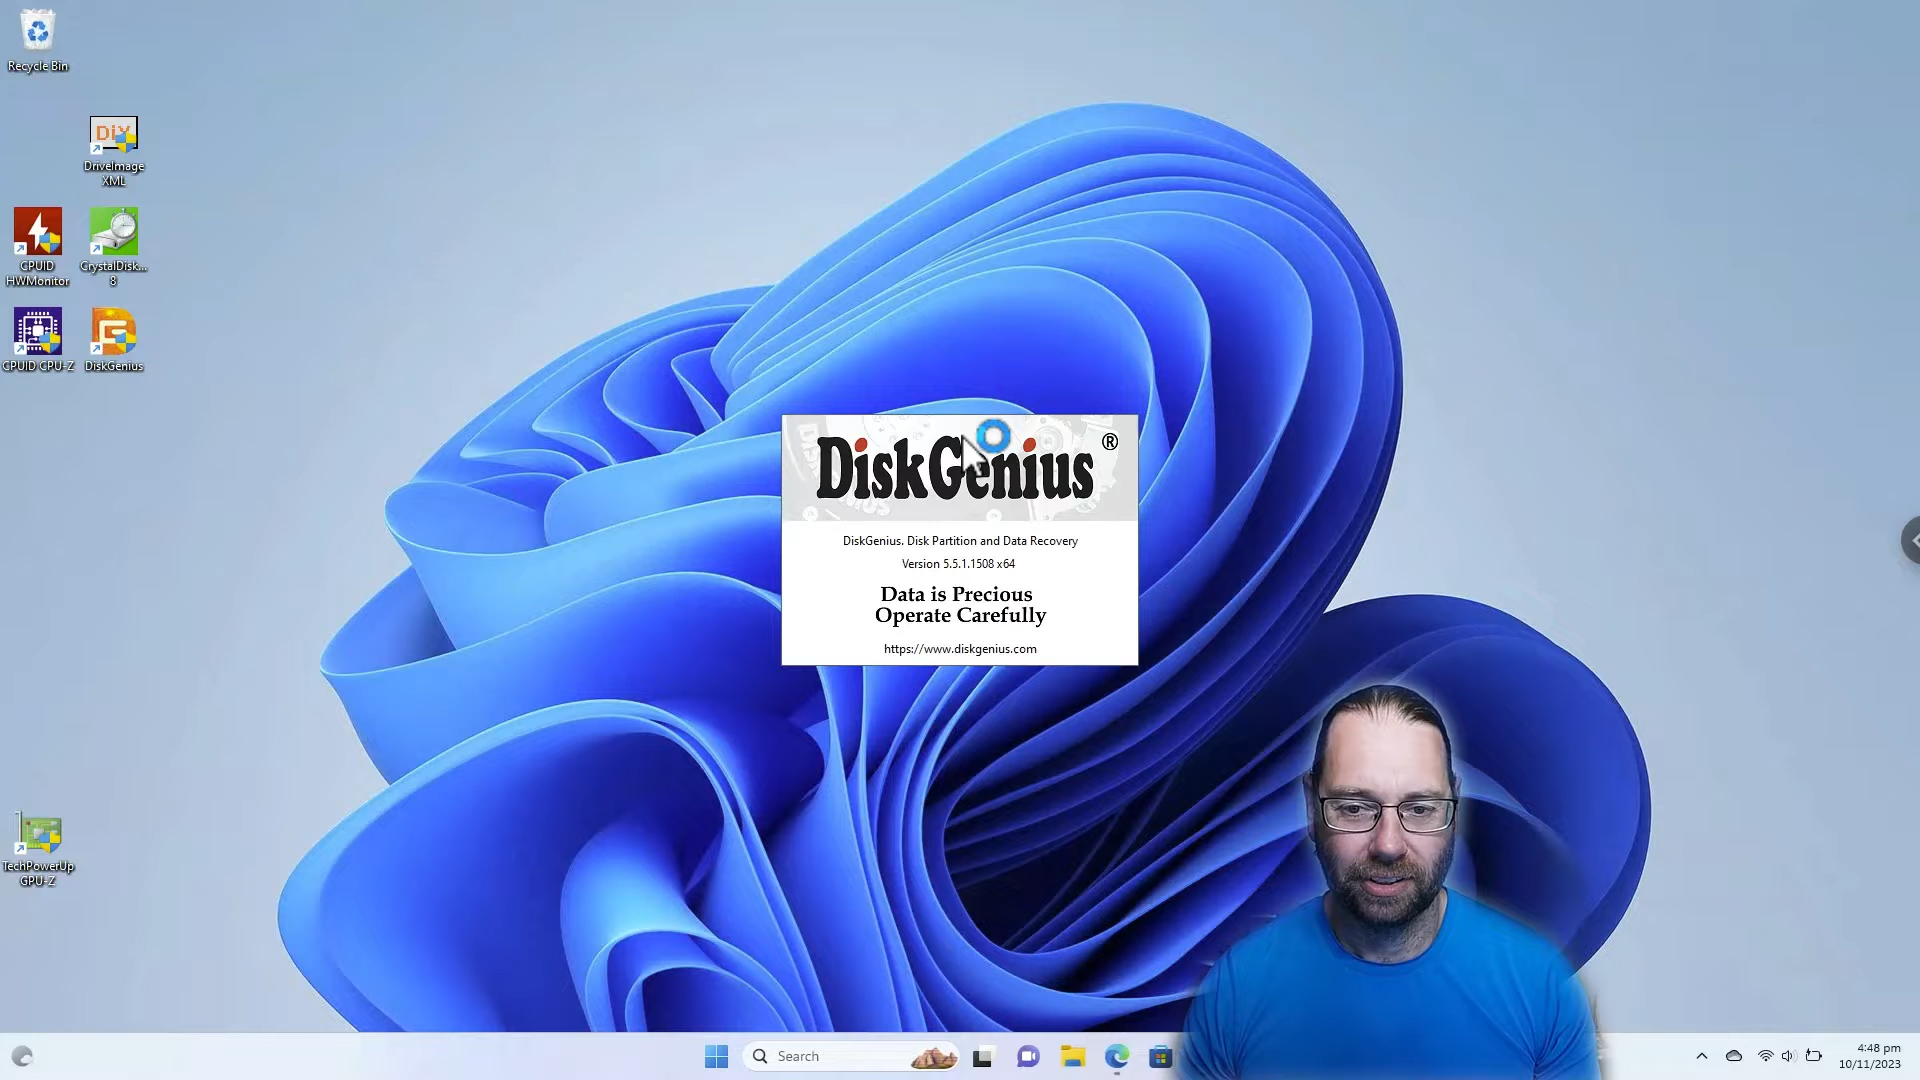 Recycle Bin
DiX
DriveImage
XML
CPUID
HWMonitor
CrystalDisk...
8
CPUID CPU-Z
DiskGenius
DiskGenius ®
DiskGenius. Disk Partition and Data Recovery
Version 5.5.1.1508 x64
Data is Precious
Operate Carefully
https://www.diskgenius.com
TechPowerUp
GPU-Z
Search
4:48 pm
10/11/2023